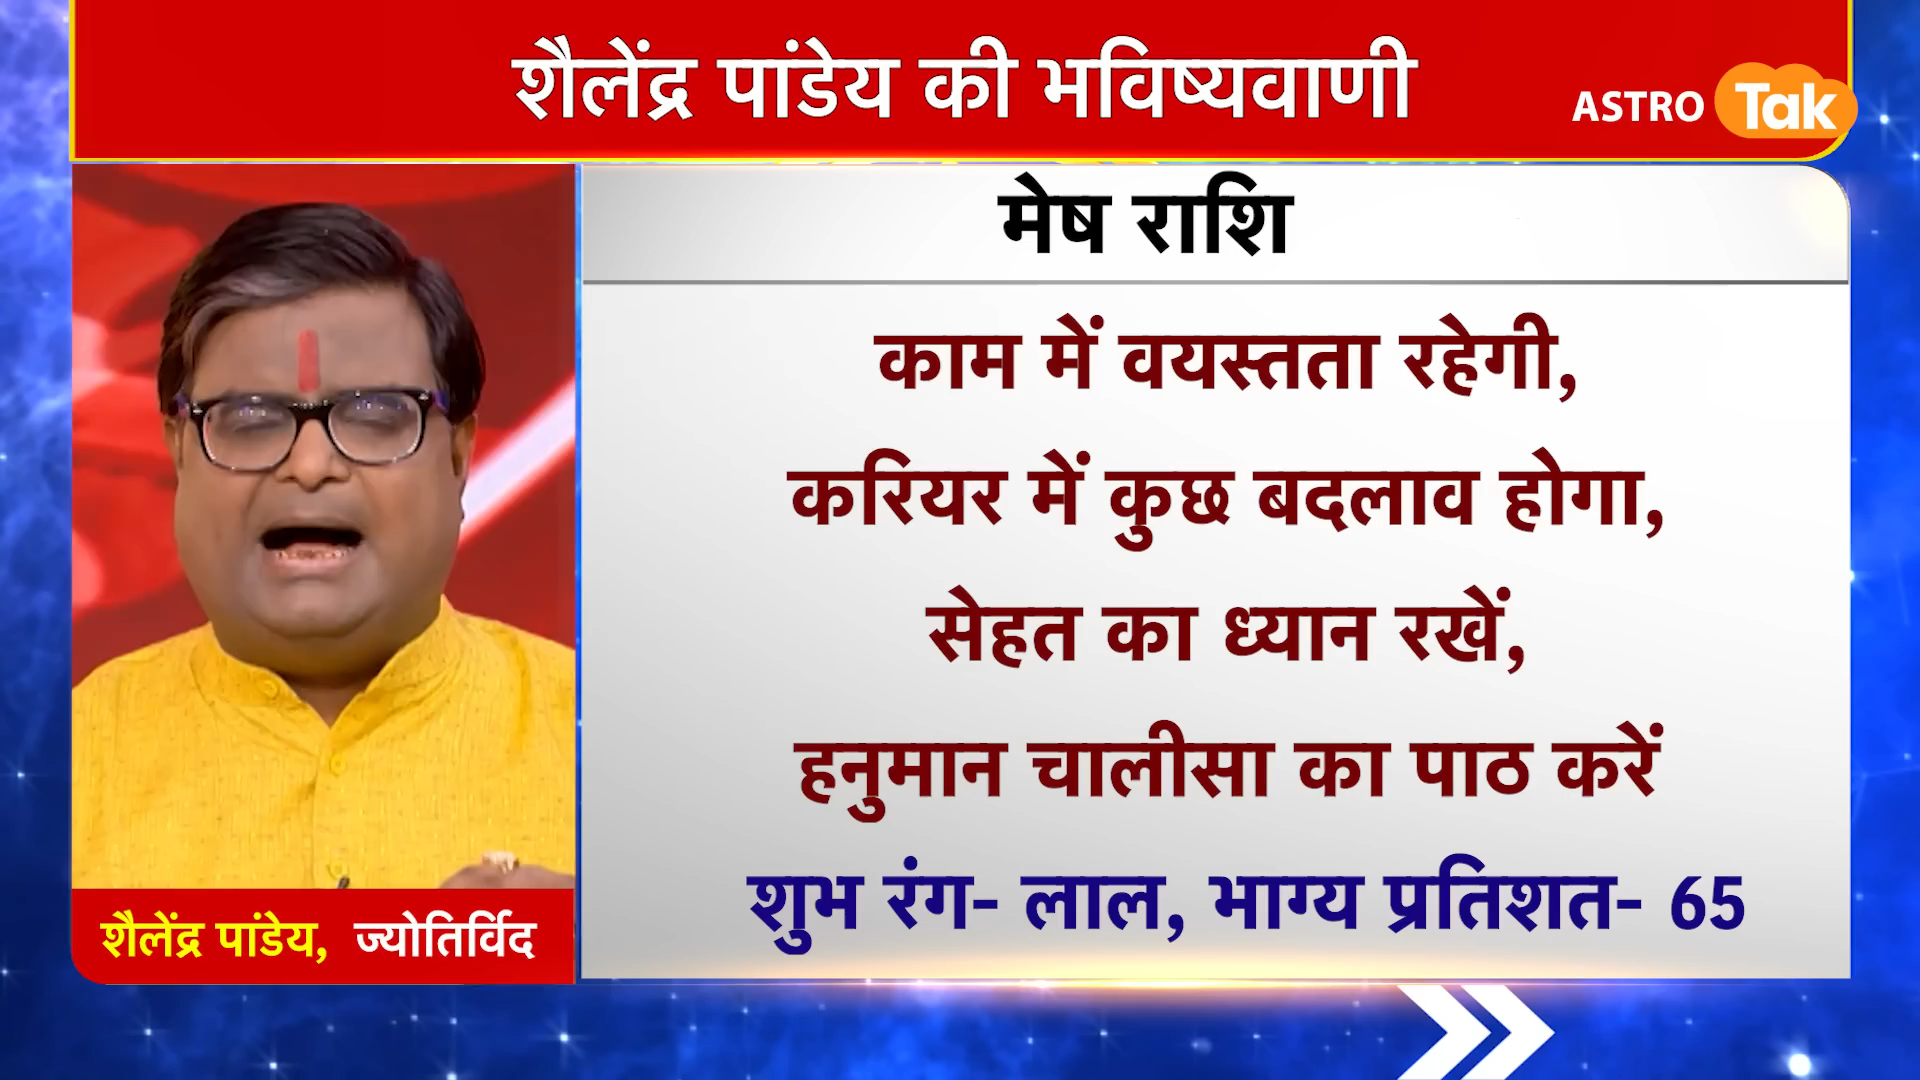 शैलेंद्र पांडेय की भविष्यवाणी
ASTRO Tak
मेष राशि
काम में वयस्तता रहेगी,
करियर में कुछ बदलाव होगा,
सेहत का ध्यान रखें,
हनुमान चालीसा का पाठ करें
शुभ रंग- लाल, भाग्य प्रतिशत- 65
शैलेंद्र पांडेय, ज्योतिर्विद